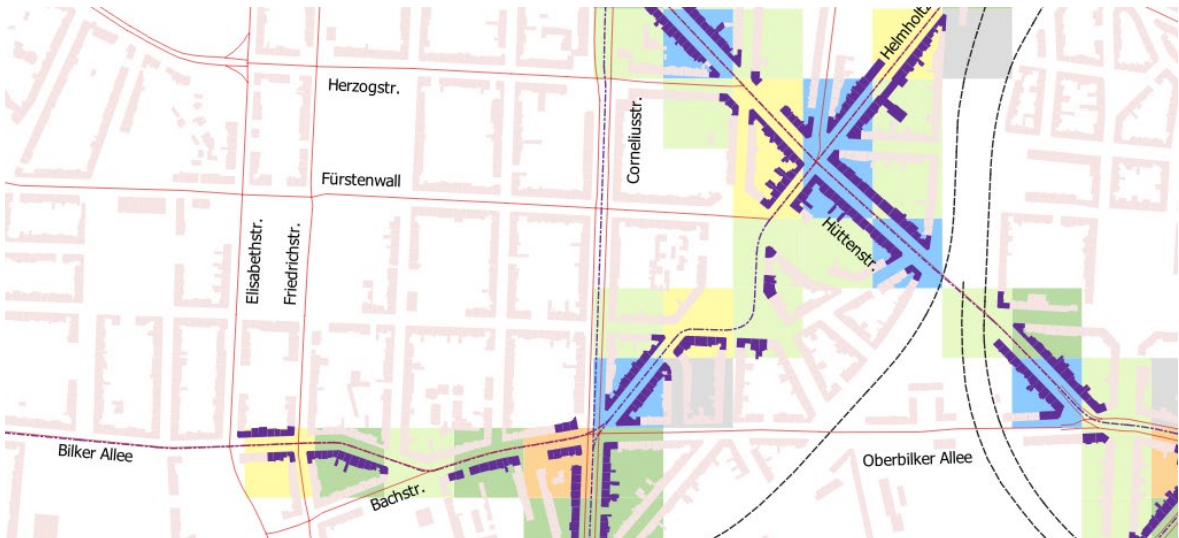 Helmholtz
Herzogstr.
Corneliusstr.
Fürstenwall
Elisabethstr.
Friedrichstr.
Hüttenstr.
Bilker Allee
Bachstr.
Oberbilker Allee